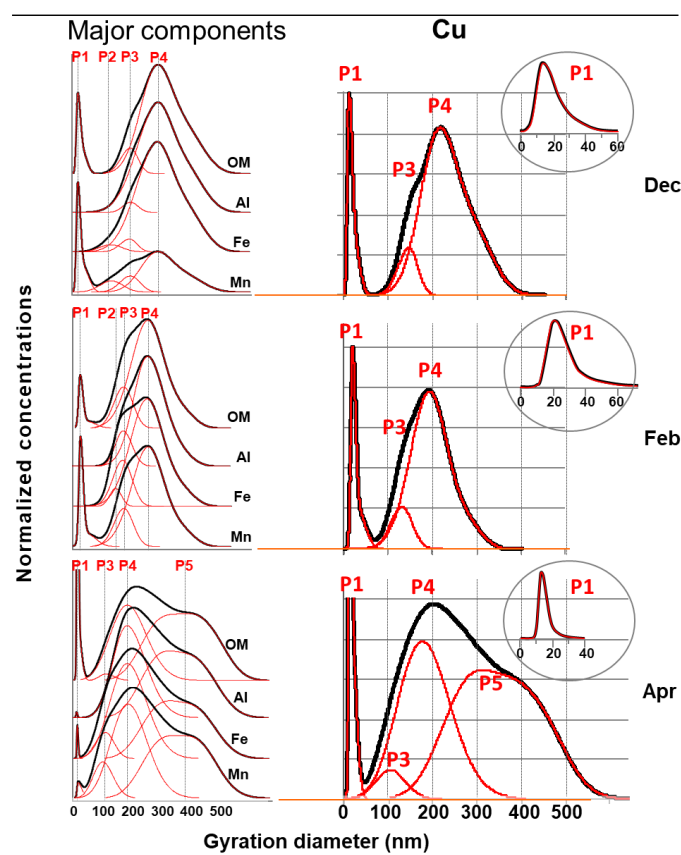 Major components
Cu
P1 P2 P3 P4
OM
Al
Fe
Mn
P1
P3
P4
P1
0 20 40 60
Dec
P1 P2 P3 P4
OM
Al
Fe
Mn
P1
P3
P4
P1
0 20 40 60
Feb
P1 P3 P4 P5
OM
Al
Fe
Mn
0 100 200 300 400 500
P1
P3
P4
P5
P1
0 20 40
Apr
0 100 200 300 400 500
Normalized concentrations
Gyration diameter (nm)